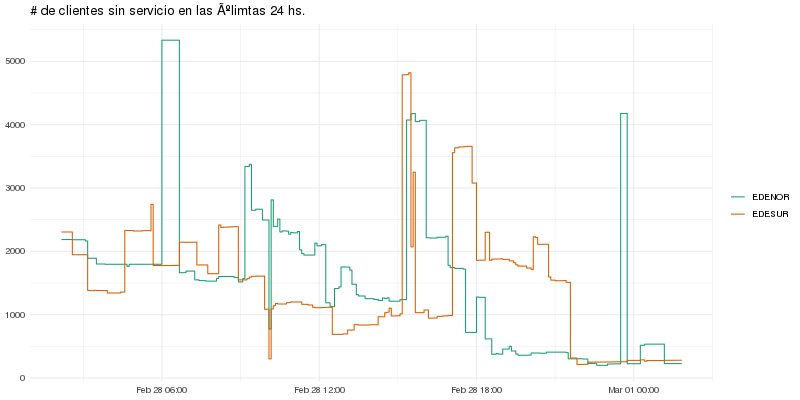 # de clientes sin servicio en las Ãºlimtas 24 hs.
5000
4000
3000
2000
1000
0
Feb 28 06:00
Feb 28 12:00
Feb 28 18:00
Mar 01 00:00
EDENOR
EDESUR